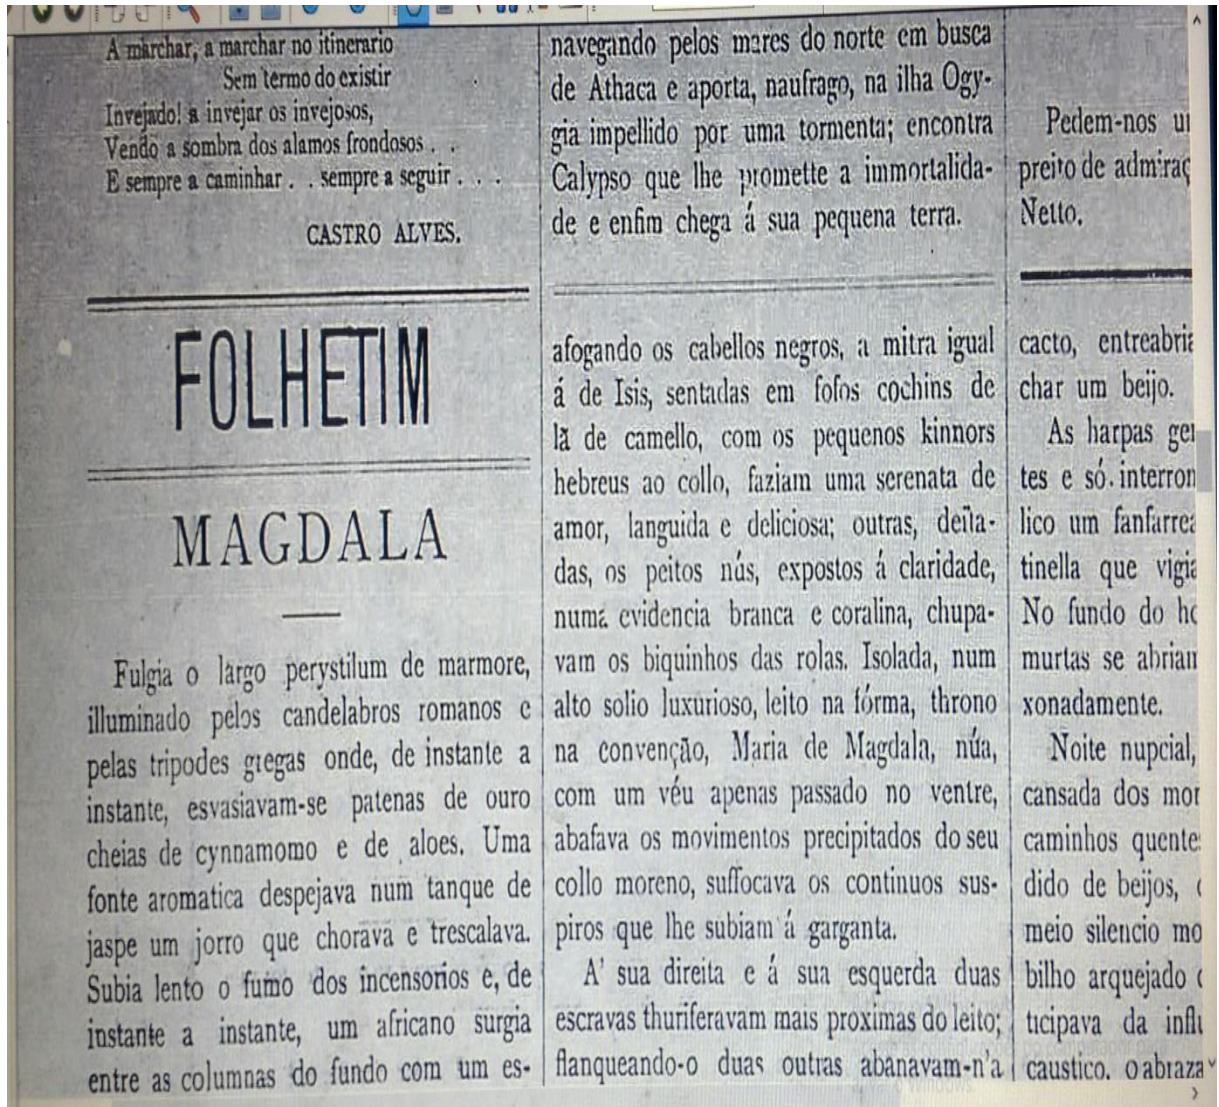 A marchar, a marchar no itinerario
Sem termo do existir
Invejado! a invejar os invejosos,
Vendo a sombra dos alamos frondosos . .
E sempre a caminhar . . sempre a seguir . . .
CASTRO ALVES.
FOLHETIM
MAGDALA
Fulgia o largo perystilum de marmore,
illuminado pelos candelabros romanos e
pelas tripodes gregas onde, de instante a
instante, esvasiavam-se patenas de ouro
cheias de cynnamomo e de aloes. Uma
fonte aromatica despejava num tanque de
jaspe um jorro que chorava e trescalava.
Subia lento o fumo dos incensorios e, de
instante a instante, um africano surgia
entre as columnas do fundo com um es-
navegando pelos mares do norte em busca
de Athaca e aporta, naufrago, na ilha Ogy-
gia impellido por uma tormenta; encontra
Calypso que lhe promette a immortalida-
de e enfim chega á sua pequena terra.
afogando os cabellos negros, a mitra igual
á de Isis, sentadas em fofos cochins de
lã de camello, com os pequenos kinnors
hebreus ao collo, faziam uma serenata de
amor, languida e deliciosa; outras, deita-
das, os peitos nús, expostos á claridade,
numa evidencia branca e coralina, chupa-
vam os biquinhos das rolas. Isolada, num
alto solio luxurioso, leito na fórma, throno
na convenção, Maria de Magdala, núa,
com um véu apenas passado no ventre,
abafava os movimentos precipitados do seu
collo moreno, suffocava os continuos sus-
piros que lhe subiam á garganta.
A' sua direita e á sua esquerda duas
escravas thuriferavam mais proximas do leito;
flanqueando-o duas outras abanavam-n'a
Pedem-nos
preito de admiraç
Netto.
cacto, entreabria
char um beijo.
As harpas ge
tes e só interrom
lico um fanfarrea
tinella que vigia
No fundo do ho
murtas se abriam
xonadamente.
Noite nupcial,
cansada dos mor
caminhos quente
dido de beijos,
meio silencio mo
bilho arquejado
ticipava da influ
caustico, o abraza